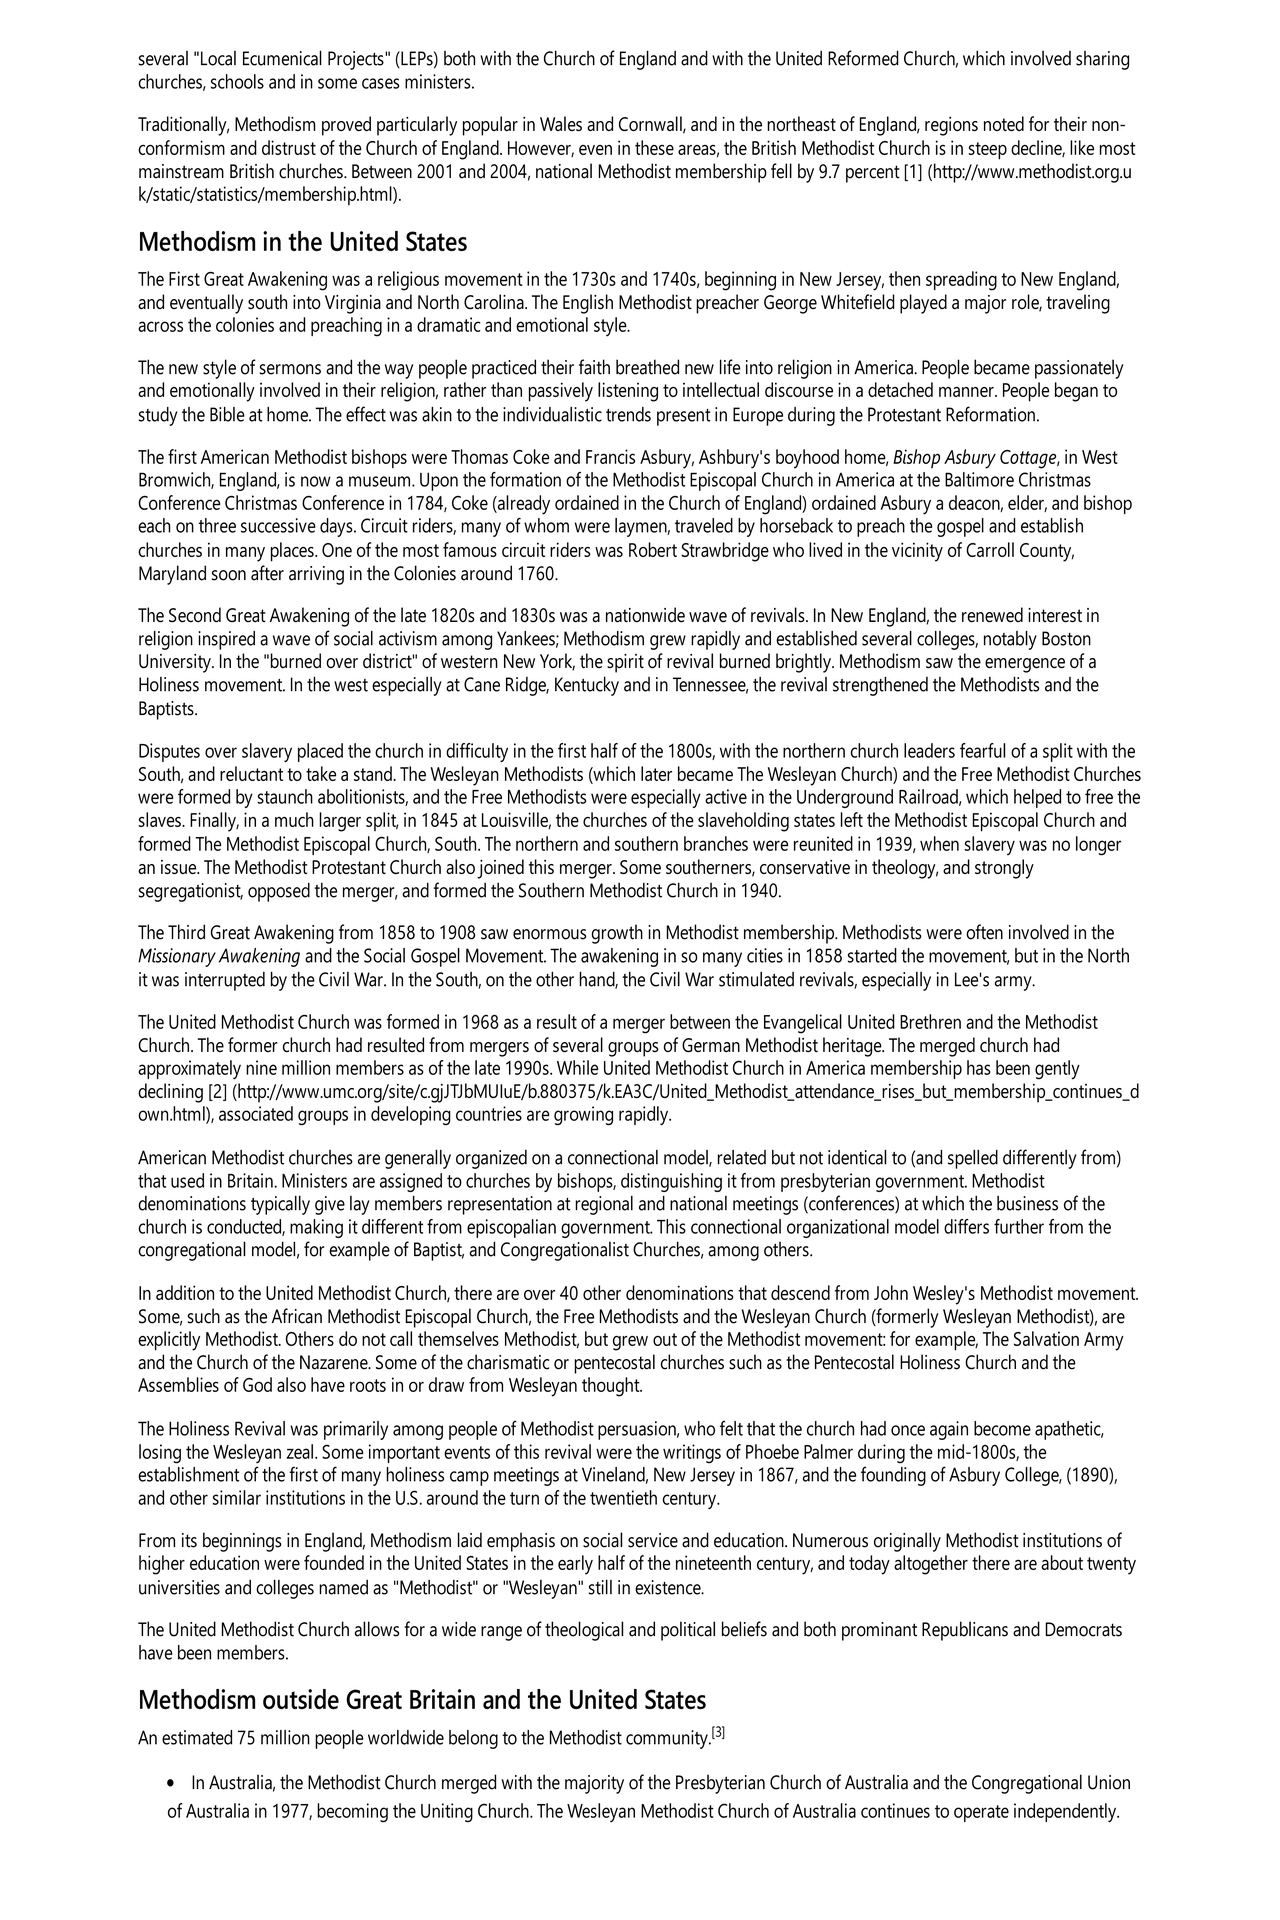 several "Local Ecumenical Projects" (LEPs) both with the Church of England and with the United Reformed Church, which involved sharing
churches, schools and in some cases ministers.
Traditionally, Methodism proved particularly popular in Wales and Cornwall, and in the northeast of England, regions noted for their non-
conformism and distrust of the Church of England. However, even in these areas, the British Methodist Church is in steep decline, like most
mainstream British churches. Between 2001 and 2004, national Methodist membership fell by 9.7 percent [1] (http://www.methodist.org.u
k/static/statistics/membership.html).
Methodism in the United States
The First Great Awakening was a religious movement in the 1730s and 1740s, beginning in New Jersey, then spreading to New England,
and eventually south into Virginia and North Carolina. The English Methodist preacher George Whitefield played a major role, traveling
across the colonies and preaching in a dramatic and emotional style.
The new style of sermons and the way people practiced their faith breathed new life into religion in America. People became passionately
and emotionally involved in their religion, rather than passively listening to intellectual discourse in a detached manner. People began to
study the Bible at home. The effect was akin to the individualistic trends present in Europe during the Protestant Reformation.
The first American Methodist bishops were Thomas Coke and Francis Asbury, Ashbury's boyhood home, Bishop Asbury Cottage, in West
Bromwich, England, is now a museum. Upon the formation of the Methodist Episcopal Church in America at the Baltimore Christmas
Conference Christmas Conference in 1784, Coke (already ordained in the Church of England) ordained Asbury a deacon, elder, and bishop
each on three successive days. Circuit riders, many of whom were laymen, traveled by horseback to preach the gospel and establish
churches in many places. One of the most famous circuit riders was Robert Strawbridge who lived in the vicinity of Carroll County,
Maryland soon after arriving in the Colonies around 1760.
The Second Great Awakening of the late 1820s and 1830s was a nationwide wave of revivals. In New England, the renewed interest in
religion inspired a wave of social activism among Yankees; Methodism grew rapidly and established several colleges, notably Boston
University. In the "burned over district" of western New York, the spirit of revival burned brightly. Methodism saw the emergence of a
Holiness movement. In the west especially at Cane Ridge, Kentucky and in Tennessee, the revival strengthened the Methodists and the
Baptists.
Disputes over slavery placed the church in difficulty in the first half of the 1800s, with the northern church leaders fearful of a split with the
South, and reluctant to take a stand. The Wesleyan Methodists (which later became The Wesleyan Church) and the Free Methodist Churches
were formed by staunch abolitionists, and the Free Methodists were especially active in the Underground Railroad, which helped to free the
slaves. Finally, in a much larger split, in 1845 at Louisville, the churches of the slaveholding states left the Methodist Episcopal Church and
formed The Methodist Episcopal Church, South. The northern and southern branches were reunited in 1939, when slavery was no longer
an issue. The Methodist Protestant Church also joined this merger. Some southerners, conservative in theology, and strongly
segregationist, opposed the merger, and formed the Southern Methodist Church in 1940.
The Third Great Awakening from 1858 to 1908 saw enormous growth in Methodist membership. Methodists were often involved in the
Missionary Awakening and the Social Gospel Movement. The awakening in so many cities in 1858 started the movement, but in the North
it was interrupted by the Civil War. In the South, on the other hand, the Civil War stimulated revivals, especially in Lee's army.
The United Methodist Church was formed in 1968 as a result of a merger between the Evangelical United Brethren and the Methodist
Church. The former church had resulted from mergers of several groups of German Methodist heritage. The merged church had
approximately nine million members as of the late 1990s. While United Methodist Church in America membership has been gently
declining [2] (http://www.umc.org/site/c.gjJTJbMUIuE/b.880375/k.EA3C/United_Methodist_attendance_rises_but_membership_continues_d
own.html), associated groups in developing countries are growing rapidly.
American Methodist churches are generally organized on a connectional model, related but not identical to (and spelled differently from)
that used in Britain. Ministers are assigned to churches by bishops, distinguishing it from presbyterian government. Methodist
denominations typically give lay members representation at regional and national meetings (conferences) at which the business of the
church is conducted, making it different from episcopalian government. This connectional organizational model differs further from the
congregational model, for example of Baptist, and Congregationalist Churches, among others.
In addition to the United Methodist Church, there are over 40 other denominations that descend from John Wesley's Methodist movement.
Some, such as the African Methodist Episcopal Church, the Free Methodists and the Wesleyan Church (formerly Wesleyan Methodist), are
explicitly Methodist. Others do not call themselves Methodist, but grew out of the Methodist movement: for example, The Salvation Army
and the Church of the Nazarene. Some of the charismatic or pentecostal churches such as the Pentecostal Holiness Church and the
Assemblies of God also have roots in or draw from Wesleyan thought.
The Holiness Revival was primarily among people of Methodist persuasion, who felt that the church had once again become apathetic,
losing the Wesleyan zeal. Some important events of this revival were the writings of Phoebe Palmer during the mid-1800s, the
establishment of the first of many holiness camp meetings at Vineland, New Jersey in 1867, and the founding of Asbury College, (1890),
and other similar institutions in the U.S. around the turn of the twentieth century.
From its beginnings in England, Methodism laid emphasis on social service and education. Numerous originally Methodist institutions of
higher education were founded in the United States in the early half of the nineteenth century, and today altogether there are about twenty
universities and colleges named as "Methodist" or "Wesleyan" still in existence.
The United Methodist Church allows for a wide range of theological and political beliefs and both prominant Republicans and Democrats
have been members.
Methodism outside Great Britain and the United States
An estimated 75 million people worldwide belong to the Methodist community.[3]
• In Australia, the Methodist Church merged with the majority of the Presbyterian Church of Australia and the Congregational Union
of Australia in 1977, becoming the Uniting Church. The Wesleyan Methodist Church of Australia continues to operate independently.